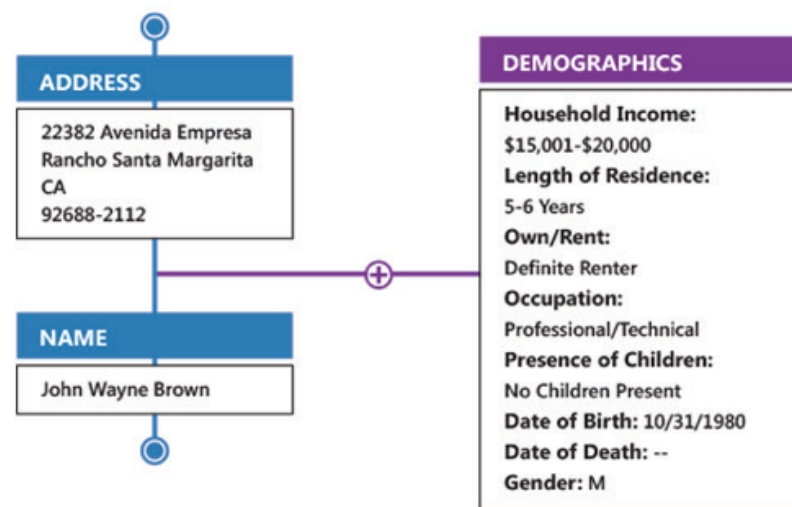 ADDRESS
22382 Avenida Empresa
Rancho Santa Margarita
CA
92688-2112
NAME
John Wayne Brown
DEMOGRAPHICS
Household Income:
$15,001-$20,000
Length of Residence:
5-6 Years
Own/Rent:
Definite Renter
Occupation:
Professional/Technical
Presence of Children:
No Children Present
Date of Birth: 10/31/1980
Date of Death: --
Gender: M